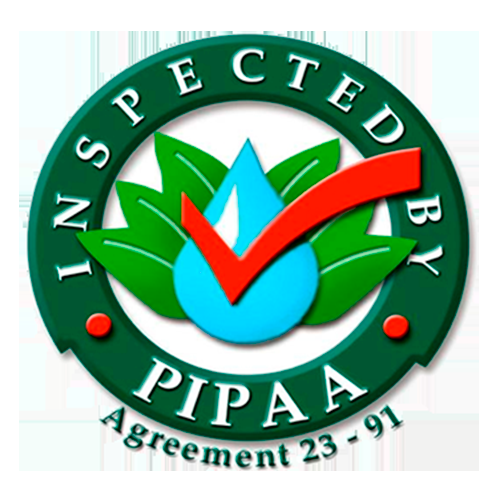 INSPECTED BY
PIPAA
Agreement 23 - 91